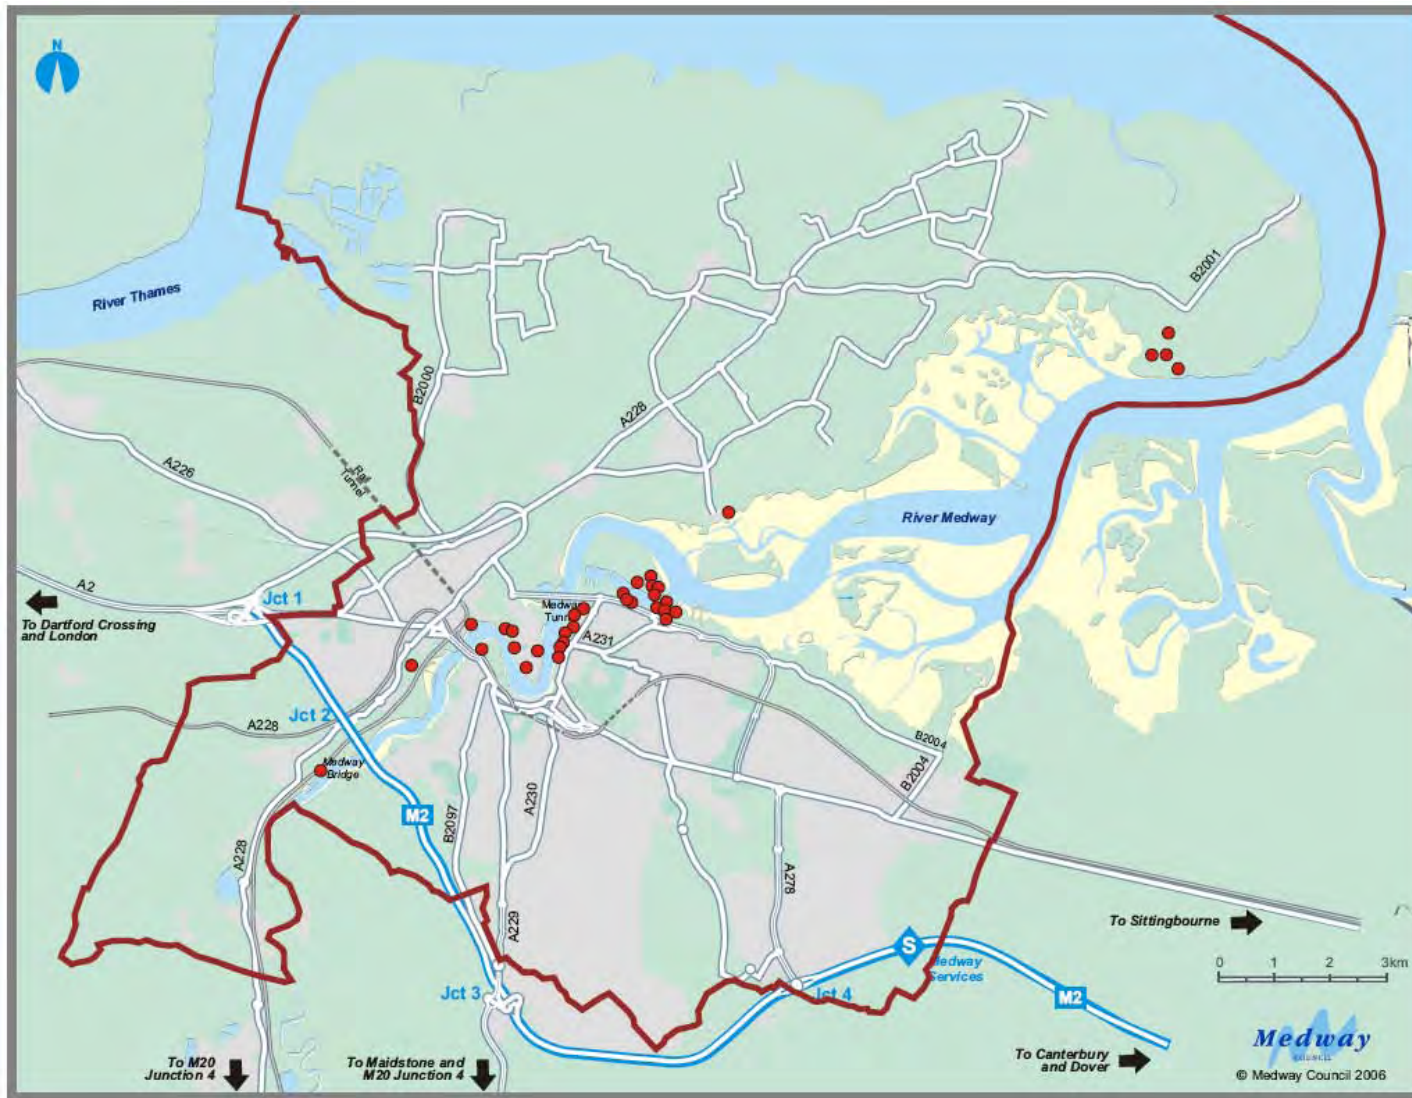 N
River Thames
B2001
B2000
A228
A226
Rail
Tunnel
River Medway
A2
Jct 1
To Dartford Crossing
and London
Medway
Tunnel
A231
Jct 2
A228
Medway
Bridge
B2004
B2004
M2
B2097
A230
A228
A278
A229
To Sittingbourne
S
Medway
Services
0 1 2 3km
Jct 3
Jct 4
M2
Medway
COUNCIL
To M20
Junction 4
To Maidstone and
M20 Junction 4
To Canterbury
and Dover
© Medway Council 2006